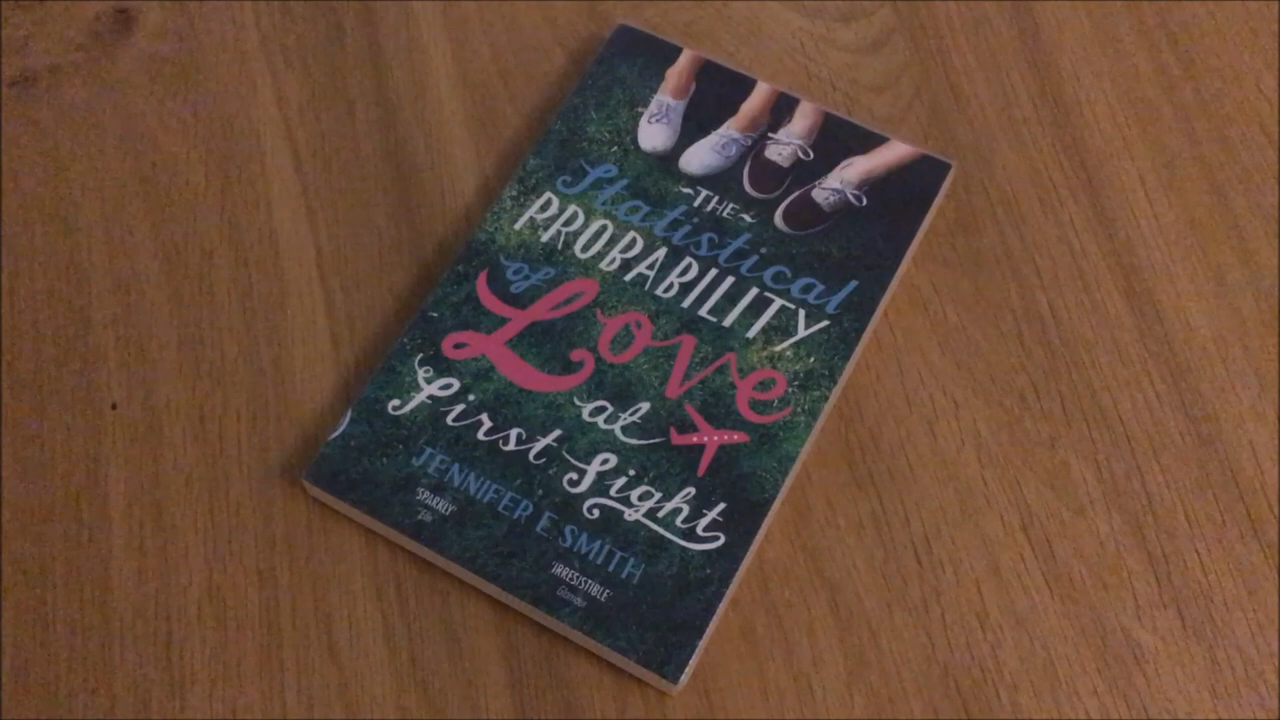 ~THE~
Statistical
PROBABILITY
of
Love
at
First Sight
JENNIFER E. SMITH
'SPARKLY'
Elle
'IRRESISTIBLE'
Glamour